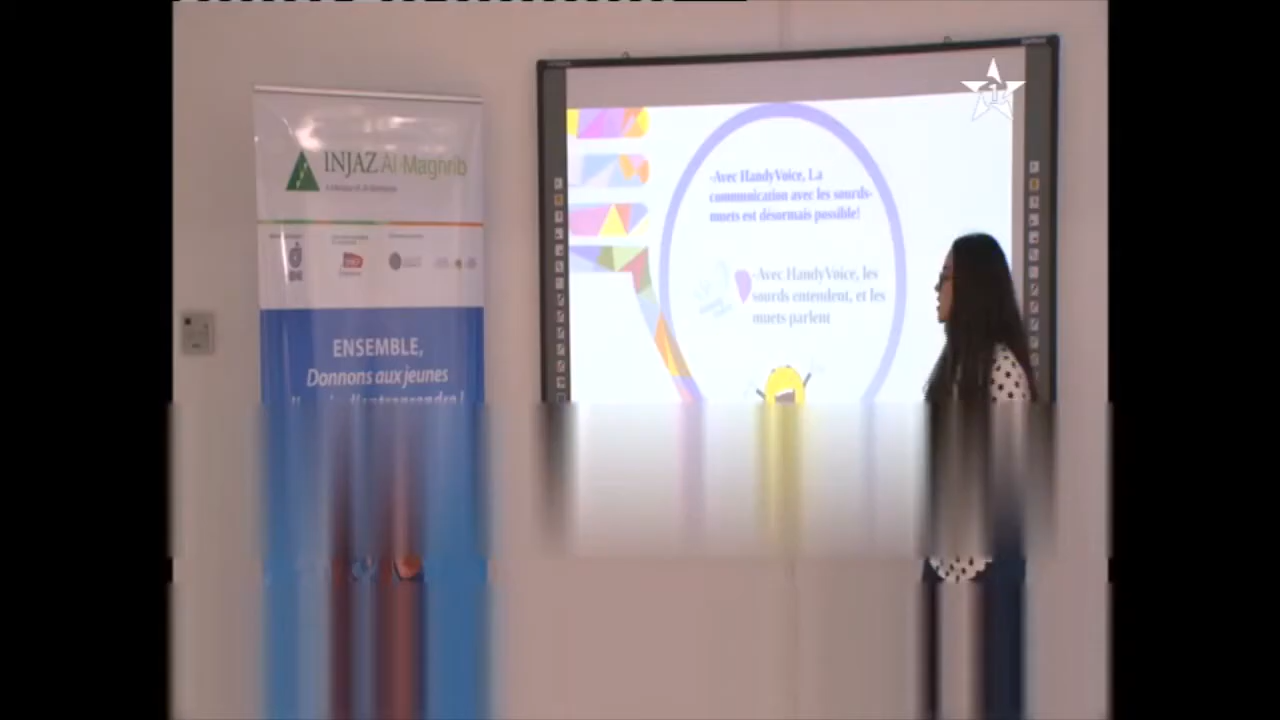 INJAZ Al-Maghrib
ENSEMBLE,
Donnons aux jeunes
-Avec HandyVoice, La
communication avec les sourds-
muets est désormais possible!
-Avec HandyVoice, les
sourds entendent, et les
muets parlent
1